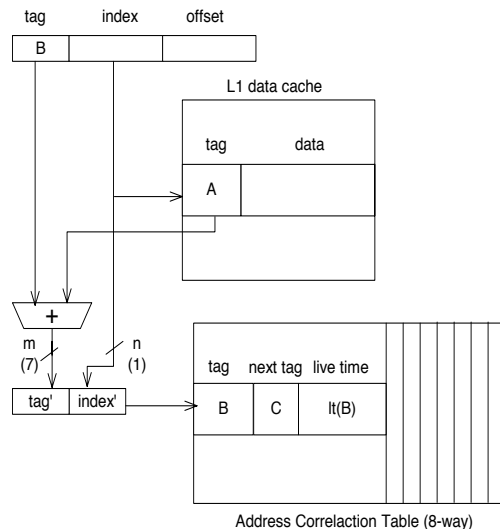 tag index offset
B
L1 data cache
tag data
A
+
m n
(7) (1)
tag' index'
tag next tag live time
B C lt(B)
Address Correlaction Table (8-way)